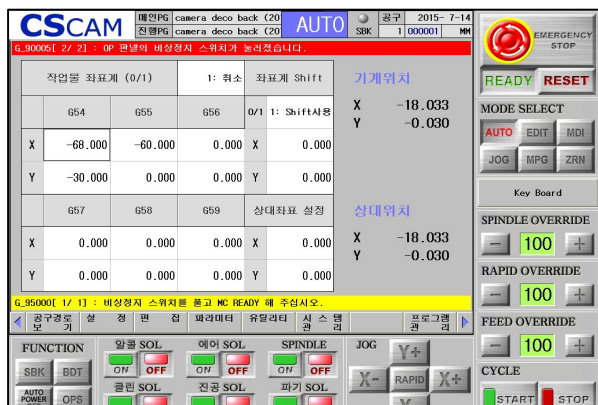 CSCAM
메인PG camera deco back (20
진행PG camera deco back (20
AUTO
SBK
공구 2015- 7-14
1 000001 MM
EMERGENCY
STOP
G_90005[ 2/ 2] : OP 판넬의 비상정지 스위치가 눌러졌습니다.
READY RESET
작업물 좌표계 (0/1) 1: 취소 좌표계 Shift
G54 G55 G56 0/1 1: Shift사용
X -68.000 -60.000 0.000 X 0.000
Y -30.000 0.000 0.000 Y 0.000
G57 G58 G59 상대좌표 설정
X 0.000 0.000 0.000 X 0.000
Y 0.000 0.000 0.000 Y 0.000
기계위치
X -18.033
Y -0.030
상대위치
X -18.033
Y -0.030
MODE SELECT
AUTO EDIT MDI
JOG MPG ZRN
Key Board
SPINDLE OVERRIDE
- 100 +
RAPID OVERRIDE
- 100 +
FEED OVERRIDE
- 100 +
G_95000[ 1/ 1] : 비상정지 스위치를 풀고 MC READY 해 주십시오.
공구경로 보기 설 정 편 집 파라미터 유틸리티 시스템 관리 프로그램 관리
FUNCTION
SBK BDT
AUTO POWER OPS
알콜 SOL 에어 SOL SPINDLE
ON OFF ON OFF ON OFF
클린 SOL 진공 SOL 파기 SOL
JOG
Y+
X- RAPID X+
CYCLE
START STOP